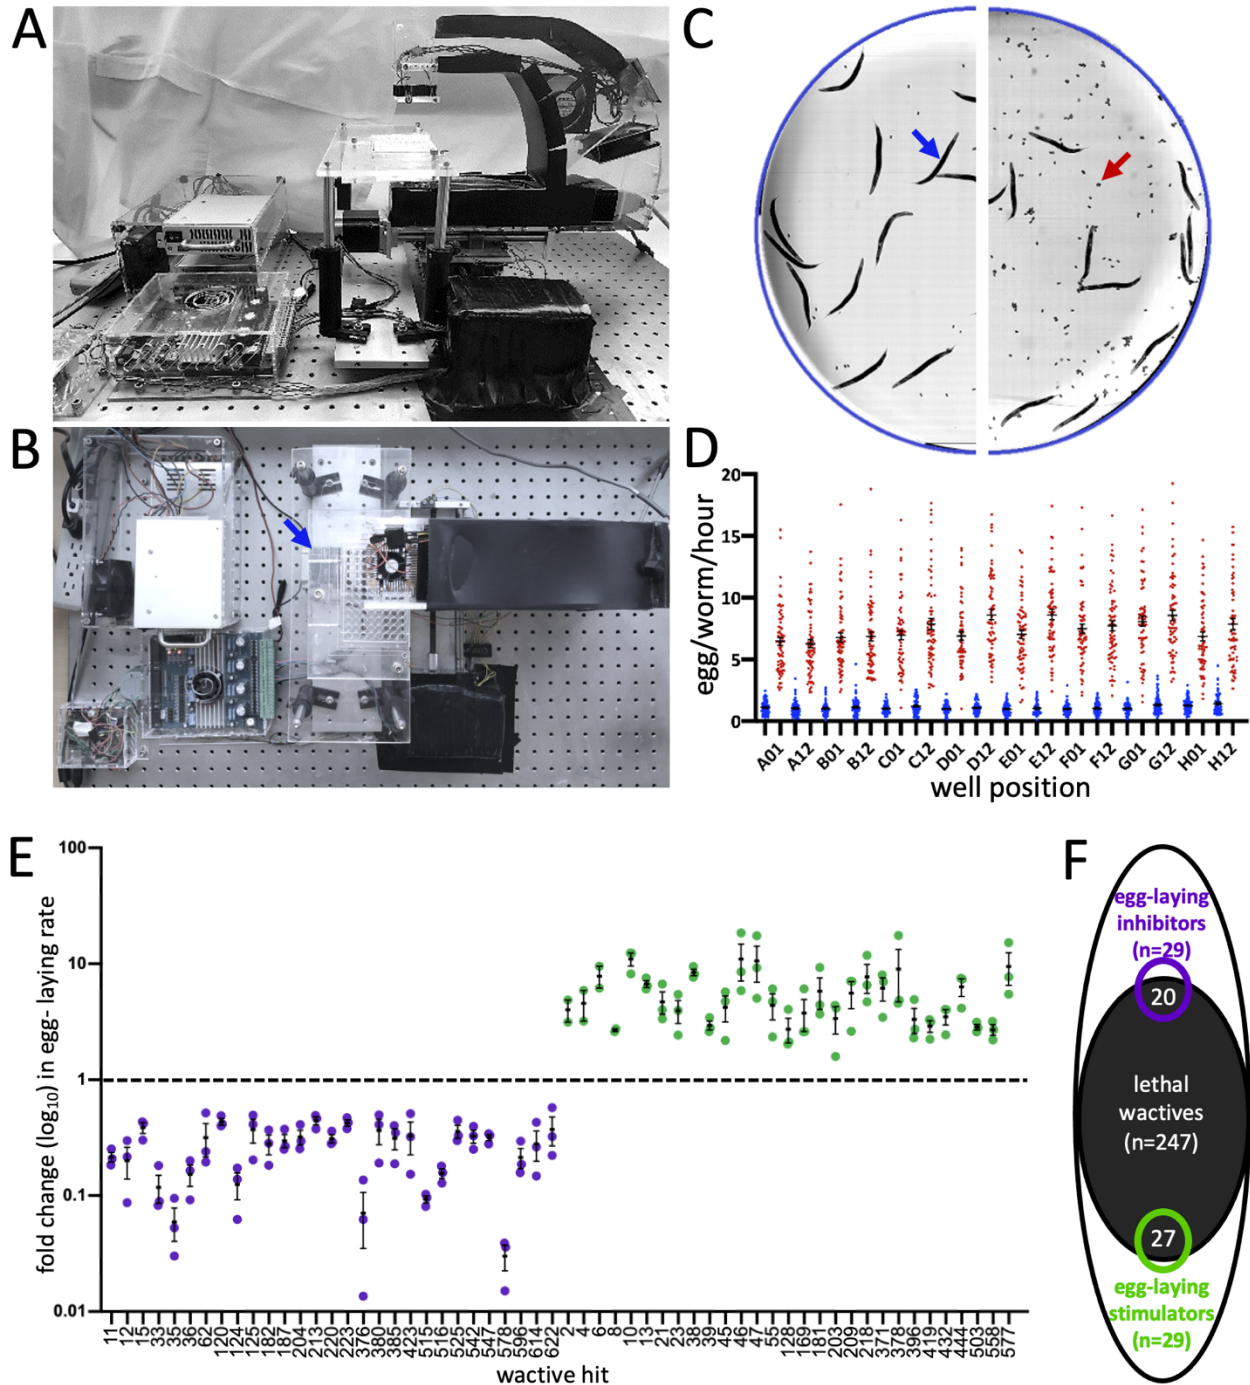 A
B
C
D
20
15
10
5
0
egg/worm/hour
A01
A12
B01
B12
C01
C12
D01
D12
E01
E12
F01
F12
G01
G12
H01
H12
well position
E
100
10
1
0.1
0.01
fold change (log10) in egg- laying rate
11
12
15
33
35
36
62
120
124
125
182
187
204
213
220
223
376
380
385
423
515
516
525
542
547
578
596
614
622
2
4
6
8
10
13
21
23
38
39
45
46
47
55
128
169
181
203
209
218
371
378
396
419
432
444
503
558
577
wactive hit
F
egg-laying
inhibitors
(n=29)
20
lethal
wactives
(n=247)
27
egg-laying
stimulators
(n=29)